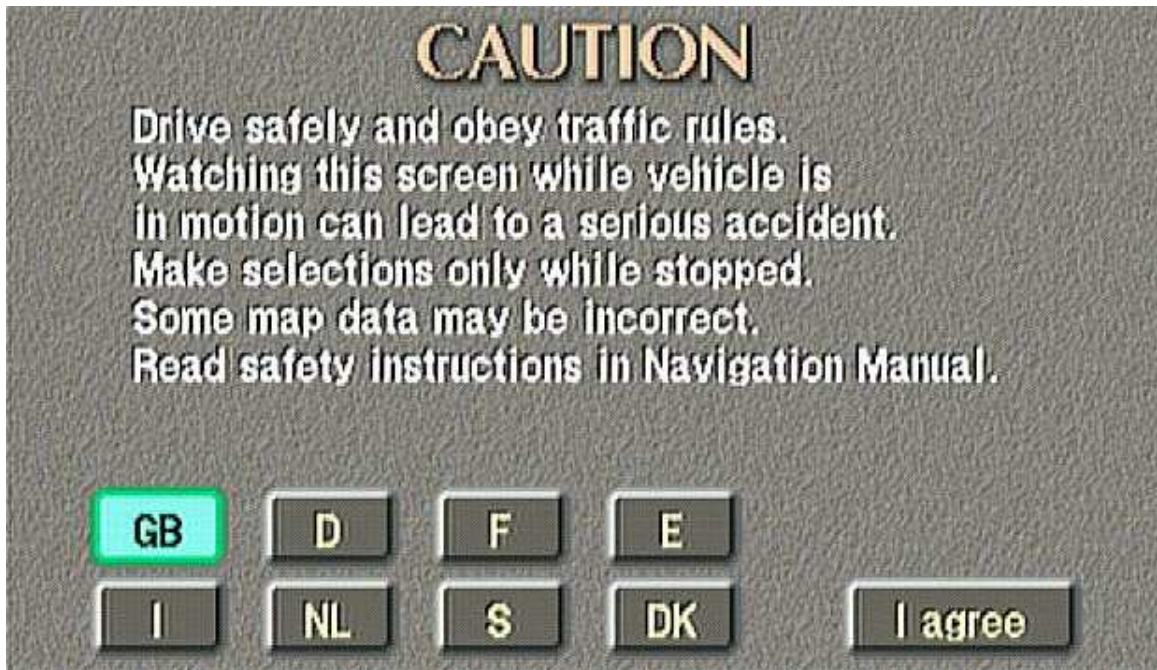 CAUTION
Drive safely and obey traffic rules.
Watching this screen while vehicle is
in motion can lead to a serious accident.
Make selections only while stopped.
Some map data may be incorrect.
Read safety instructions in Navigation Manual.
GB D F E
I NL S DK I agree